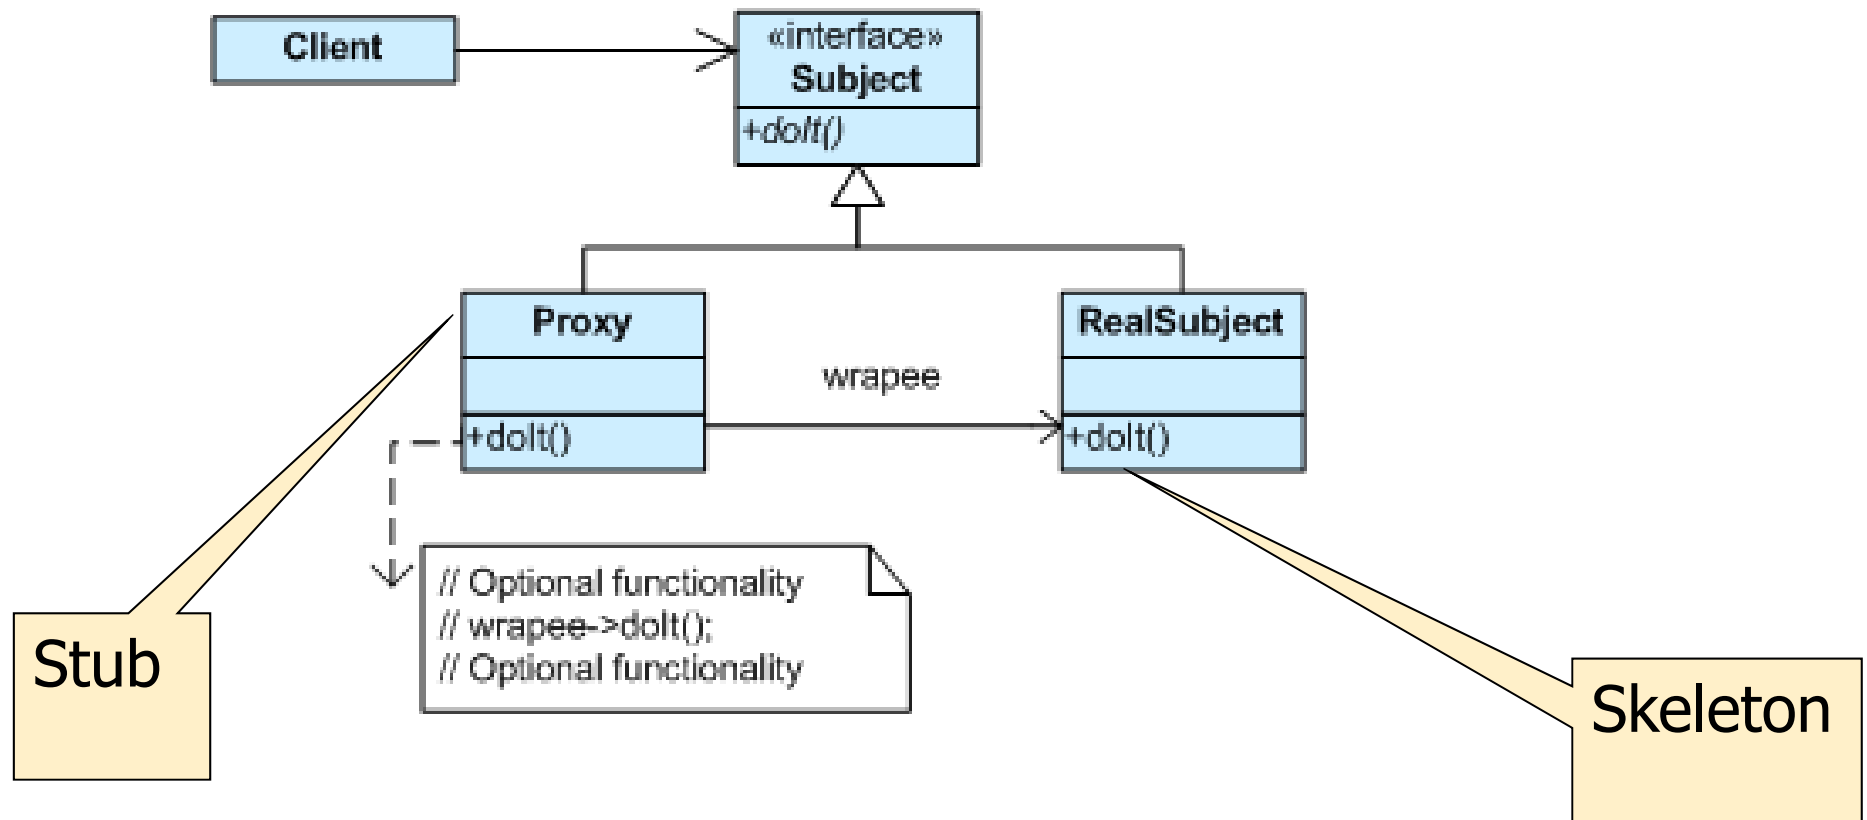 Client
«interface»
Subject
+doIt()
Proxy
RealSubject
wrapee
+doIt()
+doIt()
// Optional functionality
// wrapee->doIt();
// Optional functionality
Stub
Skeleton